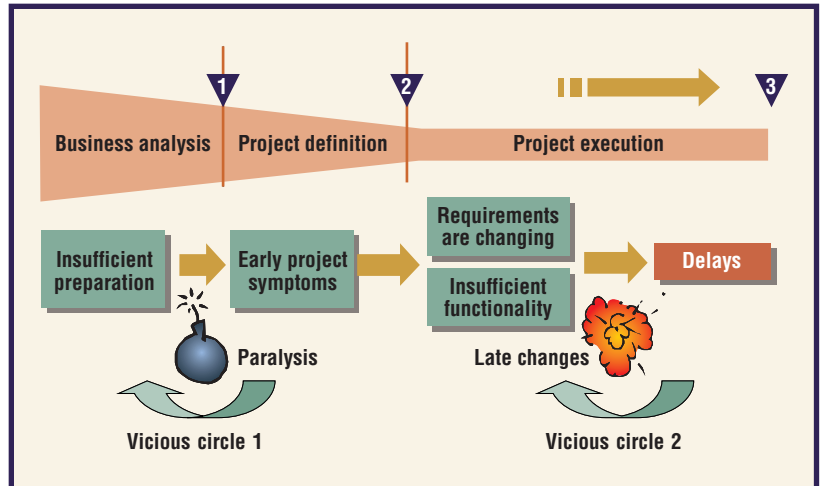 1
2
3
Business analysis
Project definition
Project execution
Insufficient
preparation
Early project
symptoms
Requirements
are changing
Insufficient
functionality
Delays
Paralysis
Late changes
Vicious circle 1
Vicious circle 2